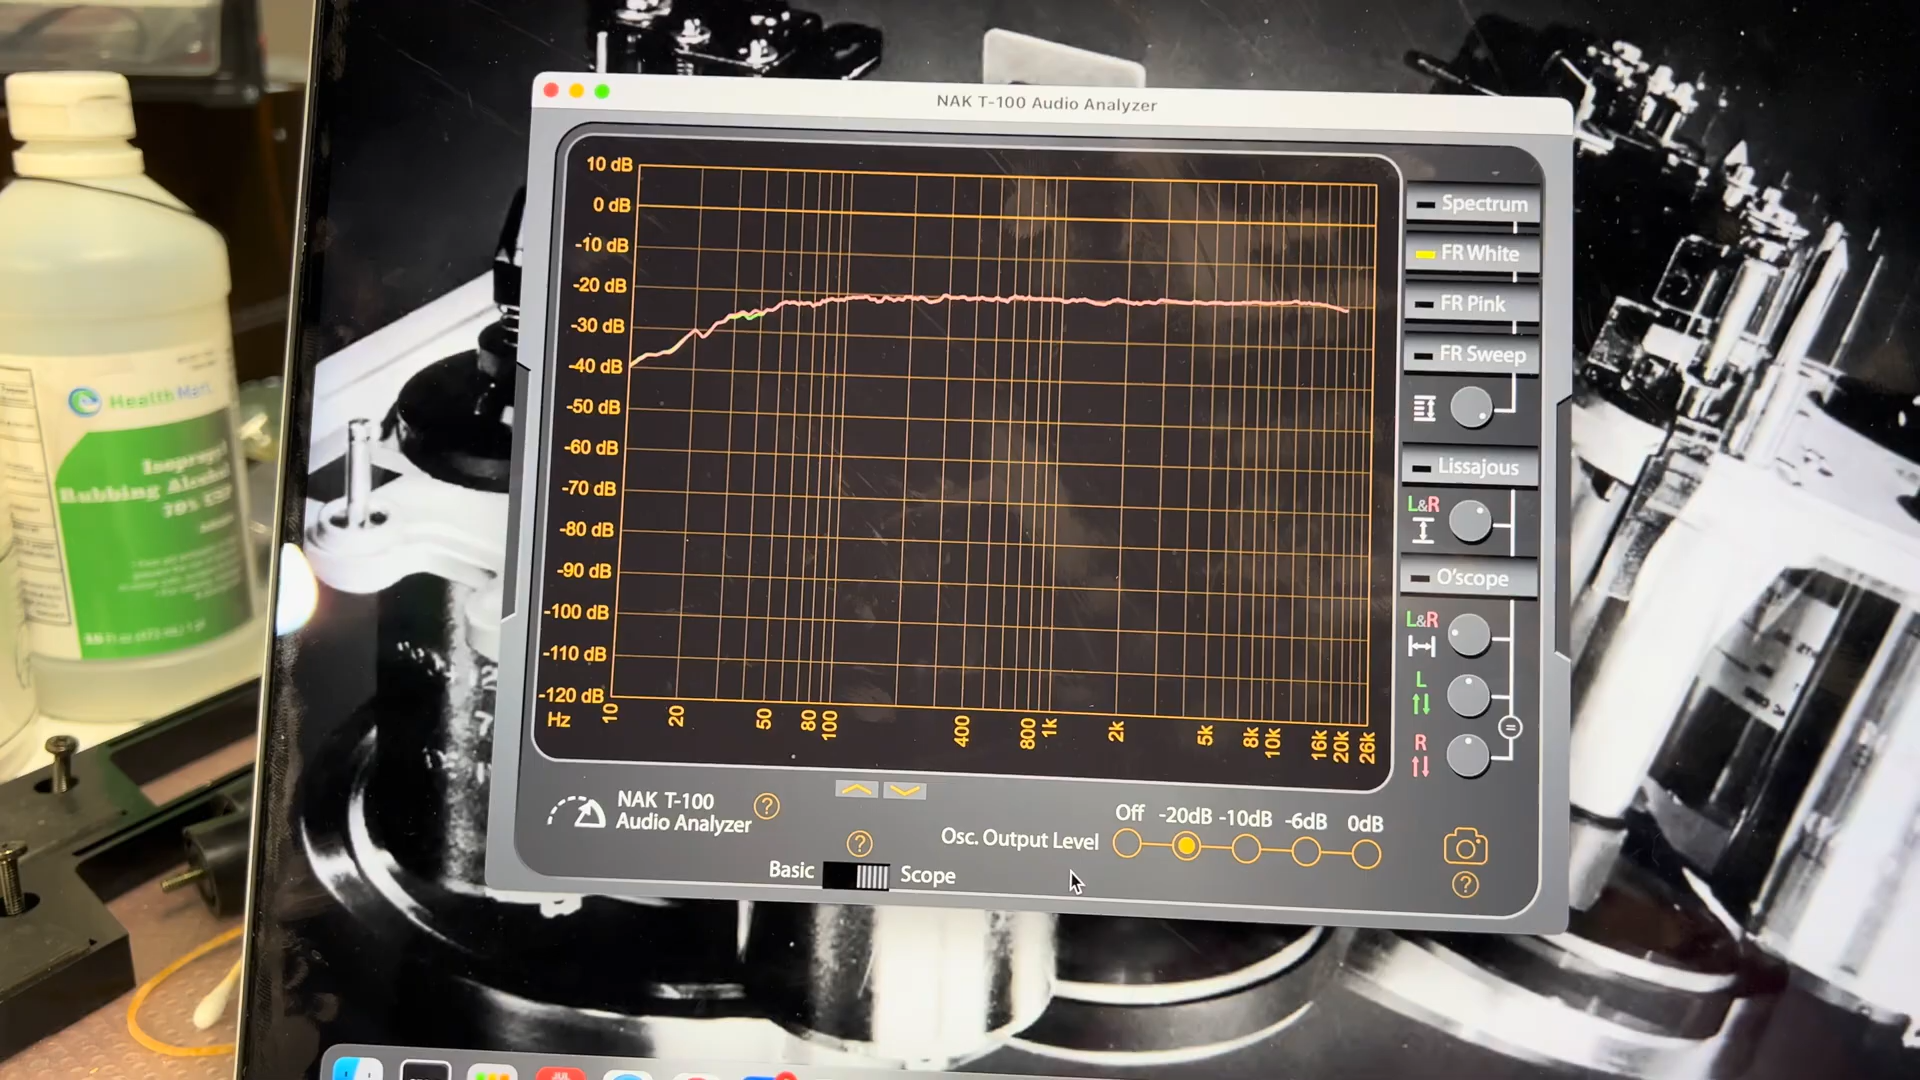 NAK T-100 Audio Analyzer
10 dB
0 dB
-10 dB
-20 dB
-30 dB
-40 dB
-50 dB
-60 dB
-70 dB
-80 dB
-90 dB
-100 dB
-110 dB
-120 dB
Hz
10
20
50
80
100
400
800
1k
2k
5k
8k
10k
16k
20k
26k
Spectrum
FR White
FR Pink
FR Sweep
Lissajous
L&R
O'scope
L&R
L
R
=
NAK T-100
Audio Analyzer
?
?
Basic
Scope
Osc. Output Level
Off
-20dB
-10dB
-6dB
0dB
?
Health Mart
Isopropyl
Rubbing Alcohol
70%
JUL